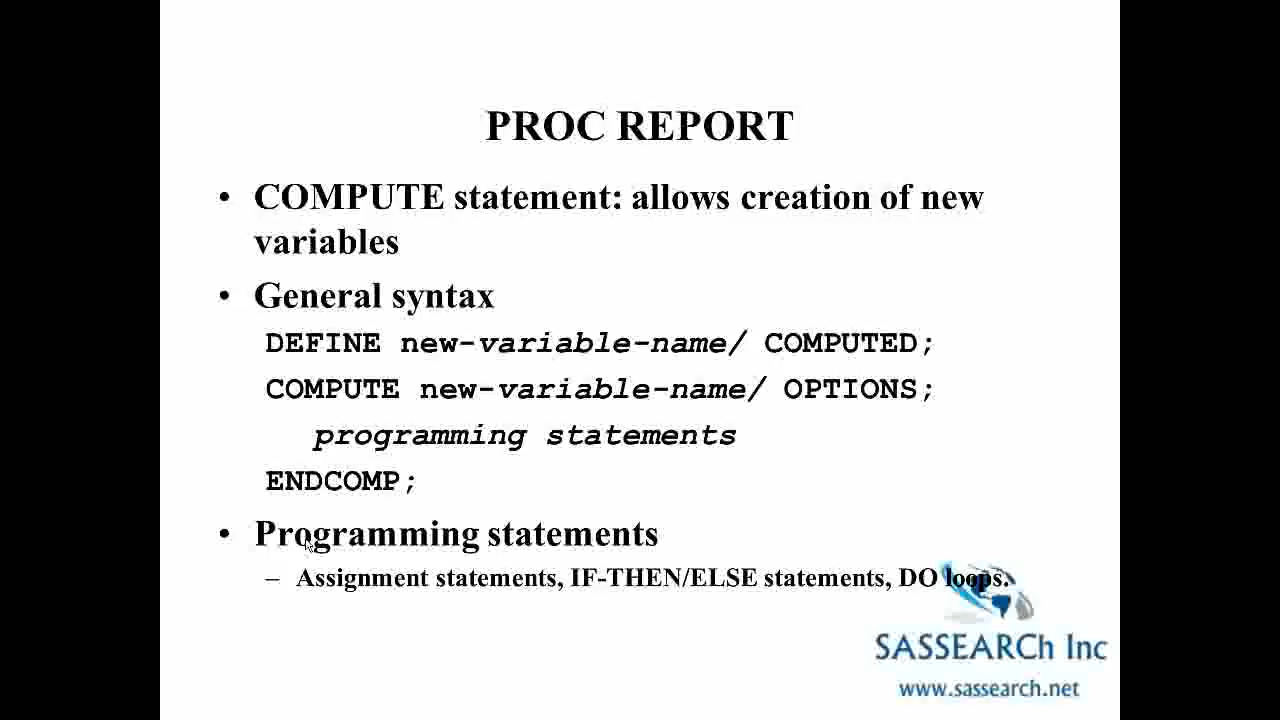 PROC REPORT
• COMPUTE statement: allows creation of new
variables
• General syntax
DEFINE new-variable-name/ COMPUTED;
COMPUTE new-variable-name/ OPTIONS;
programming statements
ENDCOMP;
• Programming statements
– Assignment statements, IF-THEN/ELSE statements, DO loops.
SASSEARCh Inc
www.sassearch.net